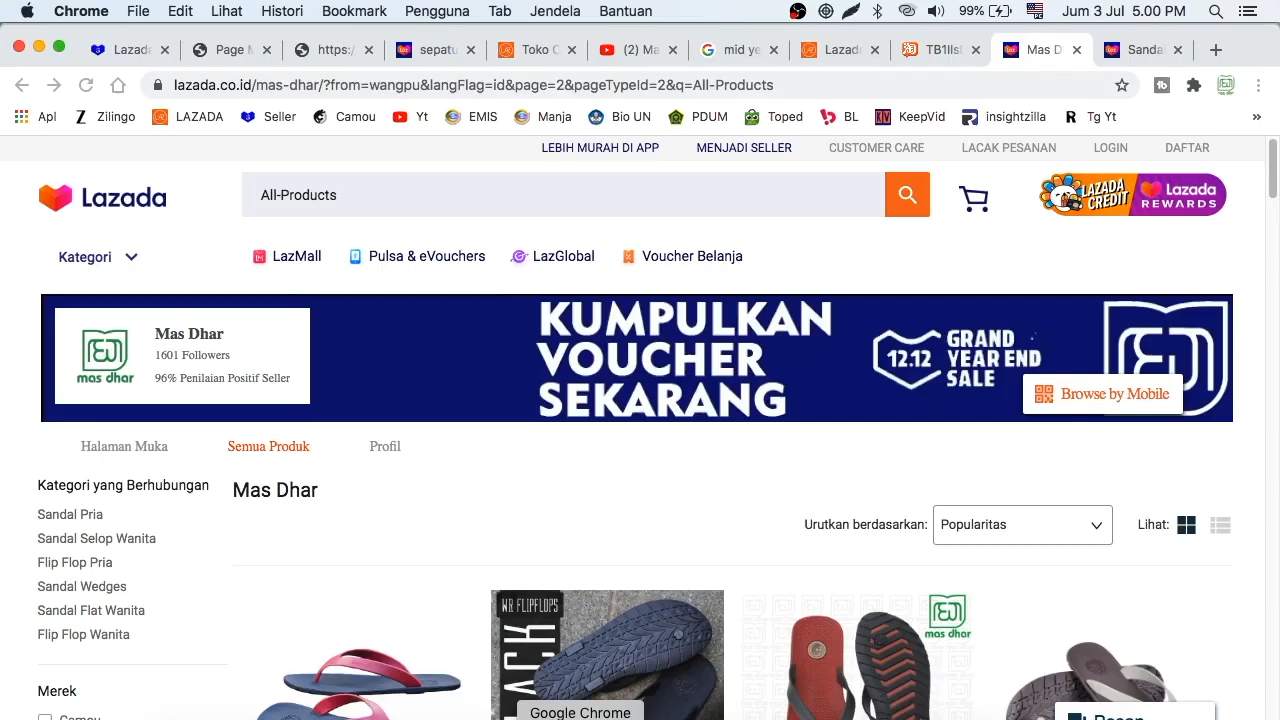 Chrome File Edit Lihat Histori Bookmark Pengguna Tab Jendela Bantuan 99% Jum 3 Jul 5.00 PM
Lazada Page M https:/ sepatu Toko C (2) Ma mid ye Lazada TB1llsl Mas D Sandal
lazada.co.id/mas-dhar/?from=wangpu&langFlag=id&page=2&pageTypeId=2&q=All-Products
Apl Zilingo LAZADA Seller Camou Yt EMIS Manja Bio UN PDUM Toped BL KeepVid insightzilla Tg Yt »
LEBIH MURAH DI APP MENJADI SELLER CUSTOMER CARE LACAK PESANAN LOGIN DAFTAR
Lazada
All-Products
LAZADA CREDIT
Lazada REWARDS
Kategori LazMall Pulsa & eVouchers LazGlobal Voucher Belanja
mas dhar
Mas Dhar
1601 Followers
96% Penilaian Positif Seller
KUMPULKAN
VOUCHER
SEKARANG
12.12
GRAND
YEAR END
SALE
Browse by Mobile
Halaman Muka Semua Produk Profil
Kategori yang Berhubungan
Sandal Pria
Sandal Selop Wanita
Flip Flop Pria
Sandal Wedges
Sandal Flat Wanita
Flip Flop Wanita
Merek
Camou
Mas Dhar
Urutkan berdasarkan: Popularitas Lihat:
WR FLIPFLOPS
mas dhar
Google Chrome
Pesan